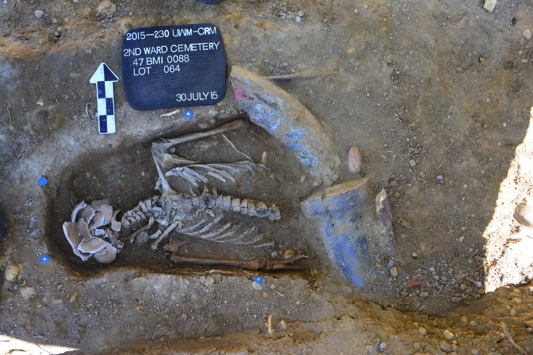 2015-230 UWM-CRM
2ND WARD CEMETERY
47 BMI 0088
LOT 064
30 JULY 15